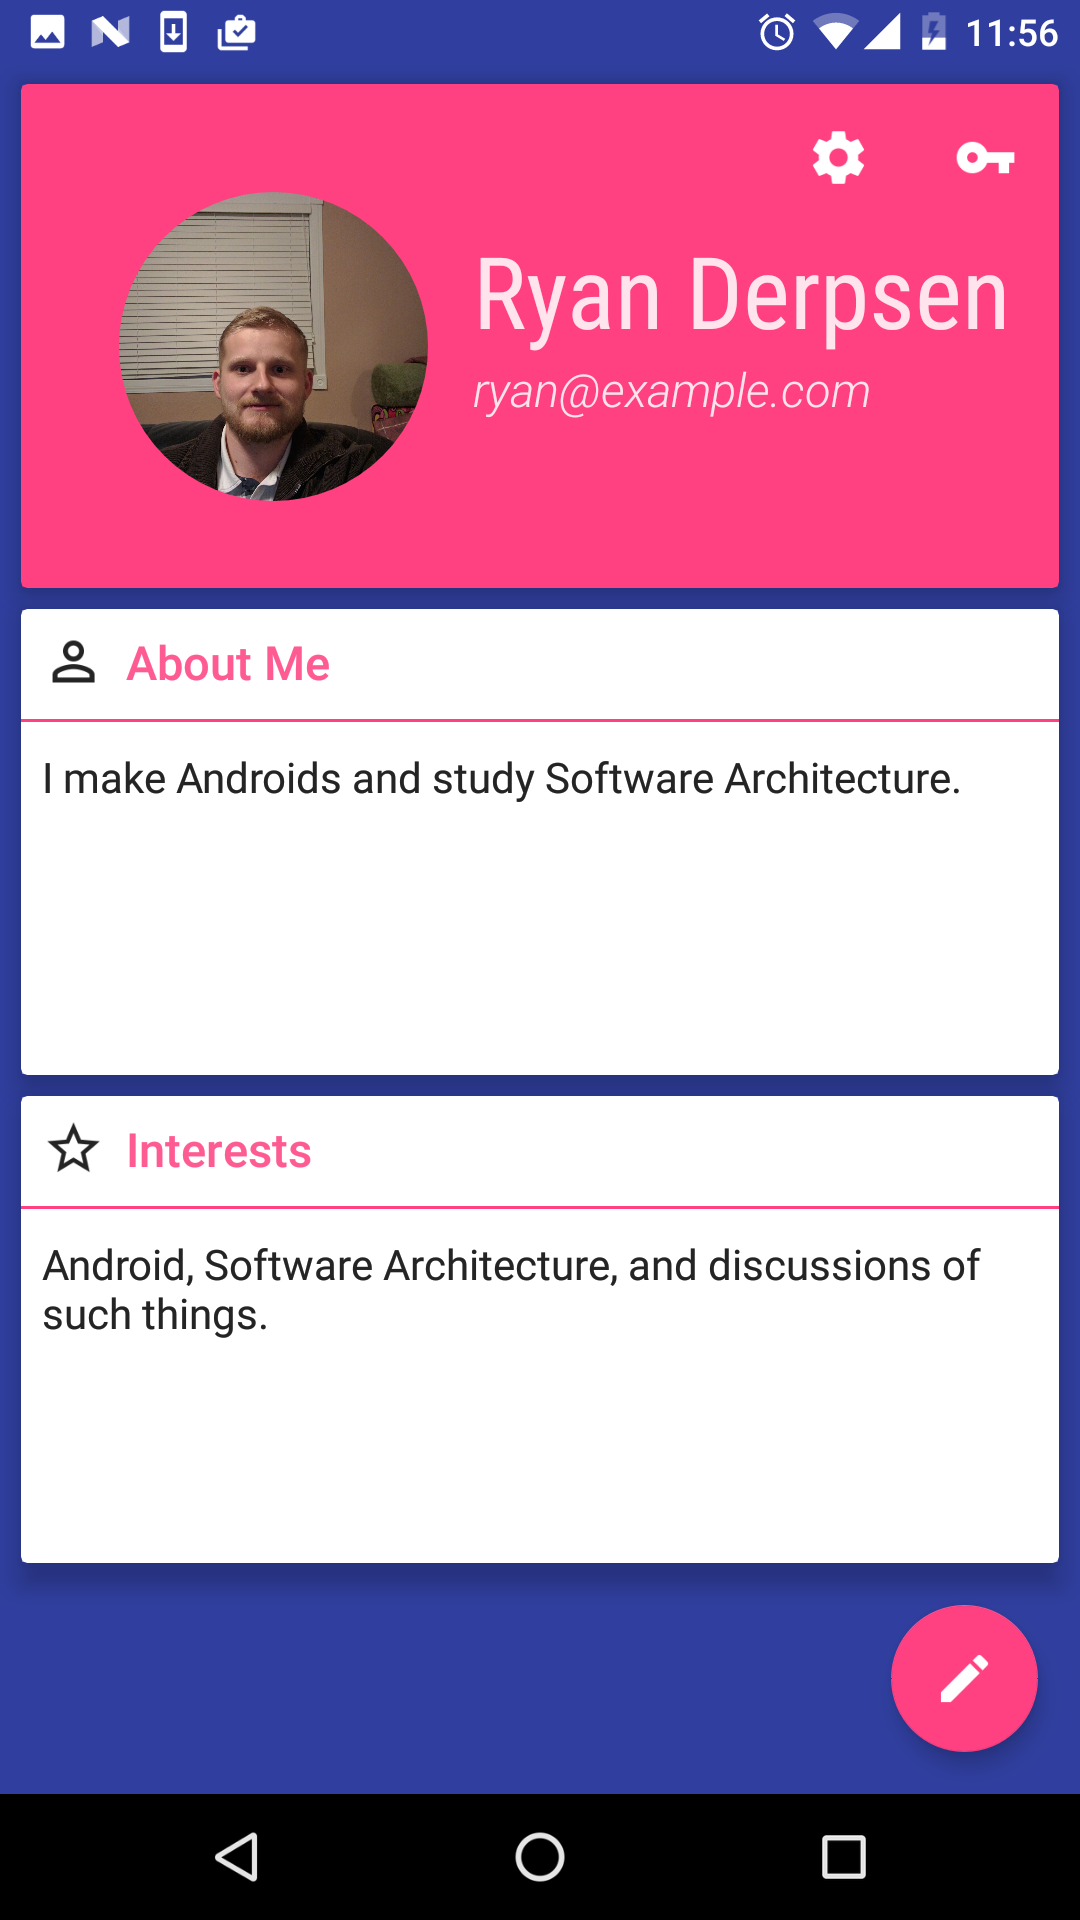 11:56
Ryan Derpsen
ryan@example.com
About Me
I make Androids and study Software Architecture.
Interests
Android, Software Architecture, and discussions of
such things.